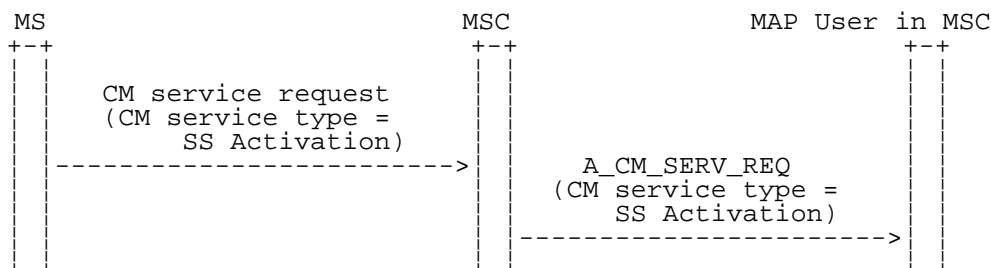 MS MSC MAP User in MSC
CM service request
(CM service type =
SS Activation)
A_CM_SERV_REQ
(CM service type =
SS Activation)